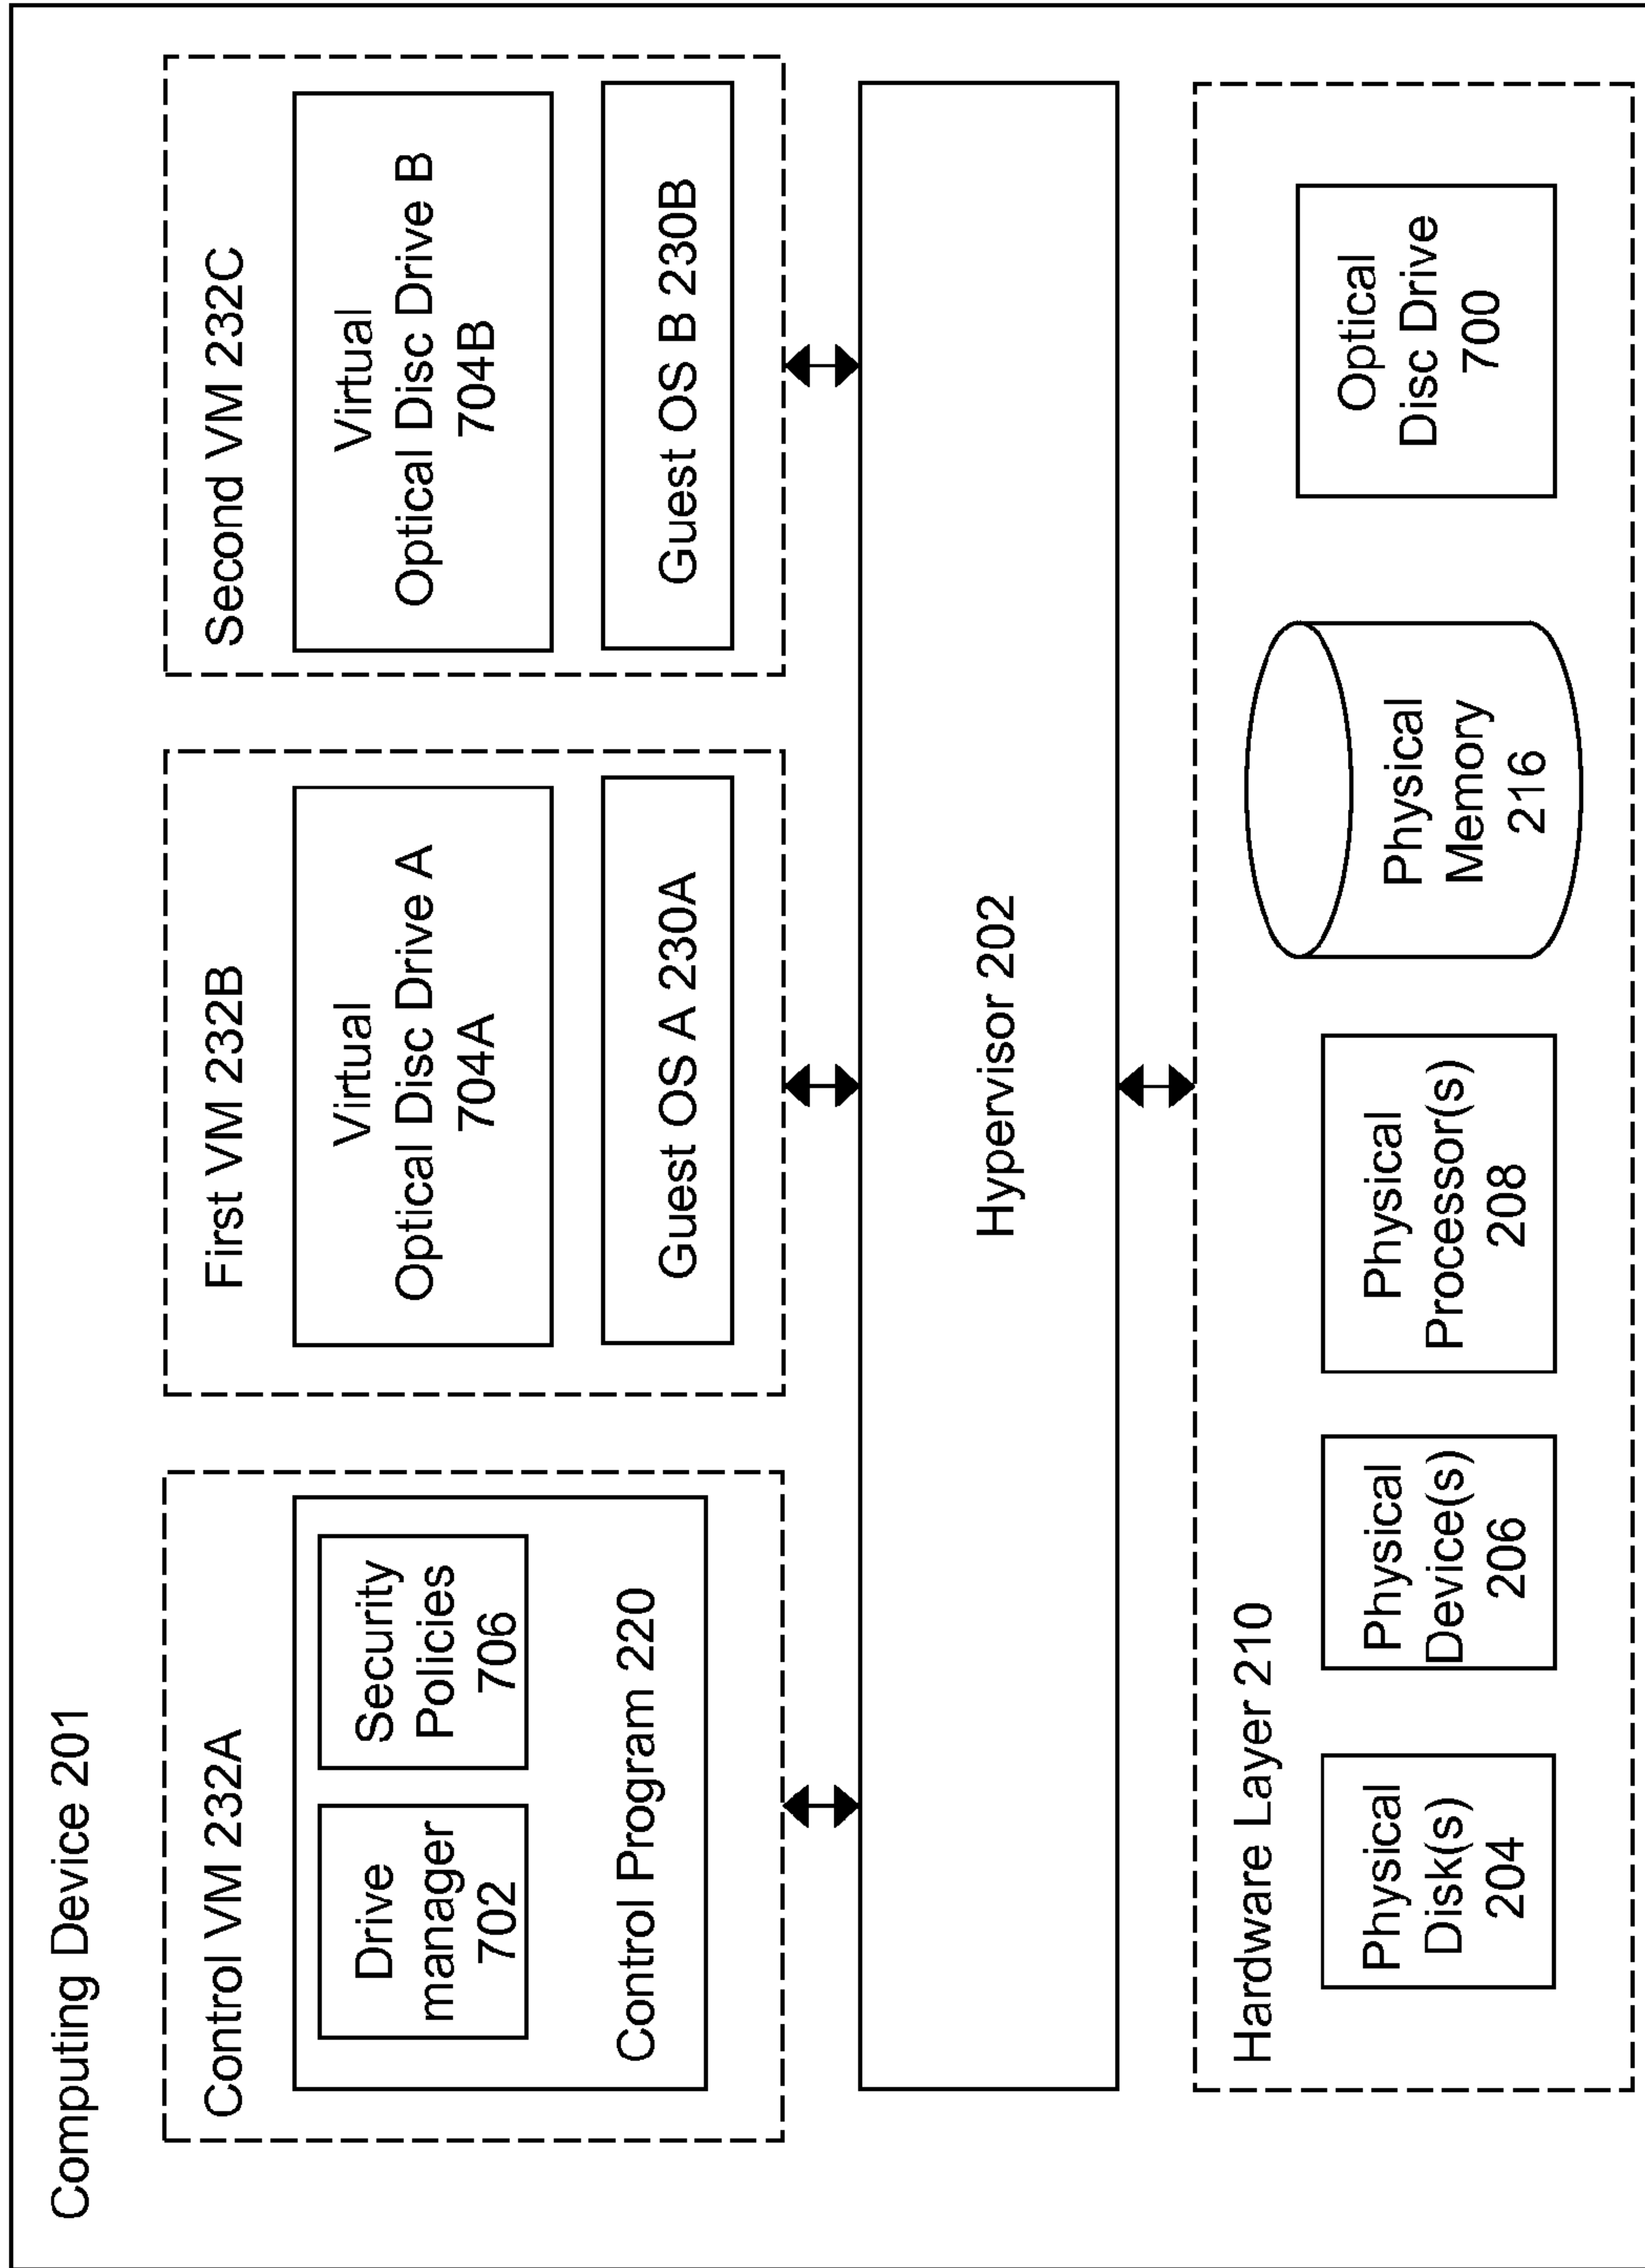 Computing Device 201
Control VM 232A
Drive
manager
702
Security
Policies
706
Control Program 220
First VM 232B
Virtual
Optical Disc Drive A
704A
Guest OS A 230A
Second VM 232C
Virtual
Optical Disc Drive B
704B
Guest OS B 230B
Hypervisor 202
Hardware Layer 210
Physical
Disk(s)
204
Physical
Device(s)
206
Physical
Processor(s)
208
Physical
Memory
216
Optical
Disc Drive
700